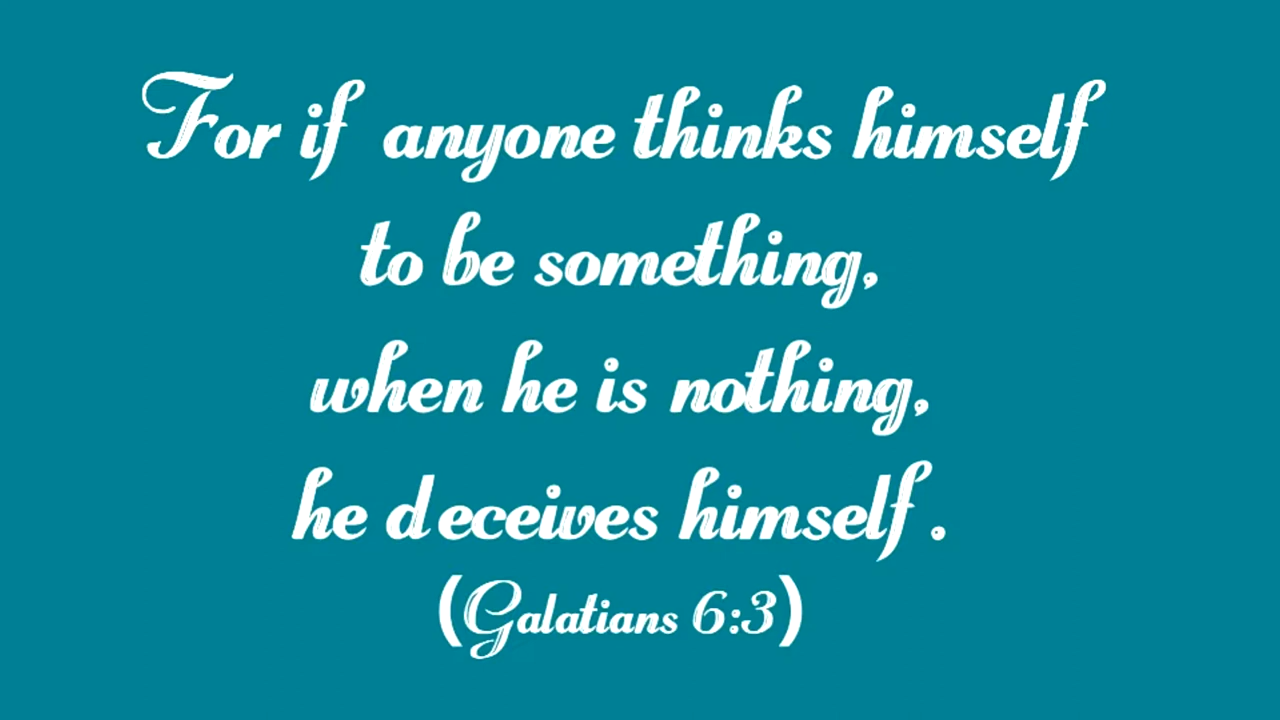 For if anyone thinks himself
to be something,
when he is nothing,
he deceives himself.
(Galatians 6:3)